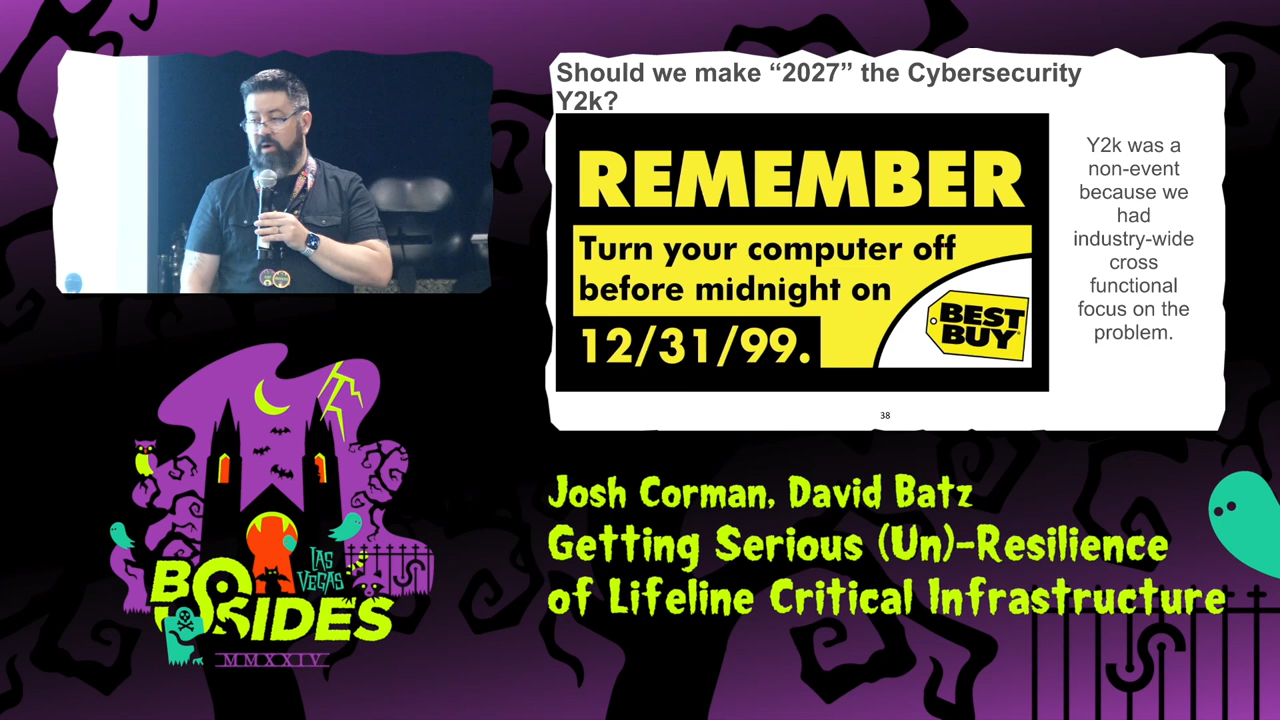 Should we make “2027” the Cybersecurity
Y2k?
REMEMBER
Turn your computer off
before midnight on
12/31/99.
BEST
BUY
Y2k was a
non-event
because we
had
industry-wide
cross
functional
focus on the
problem.
38
LAS
VEGAS
BSIDES
MMXXIV
Josh Corman, David Batz
Getting Serious (Un)-Resilience
of Lifeline Critical Infrastructure